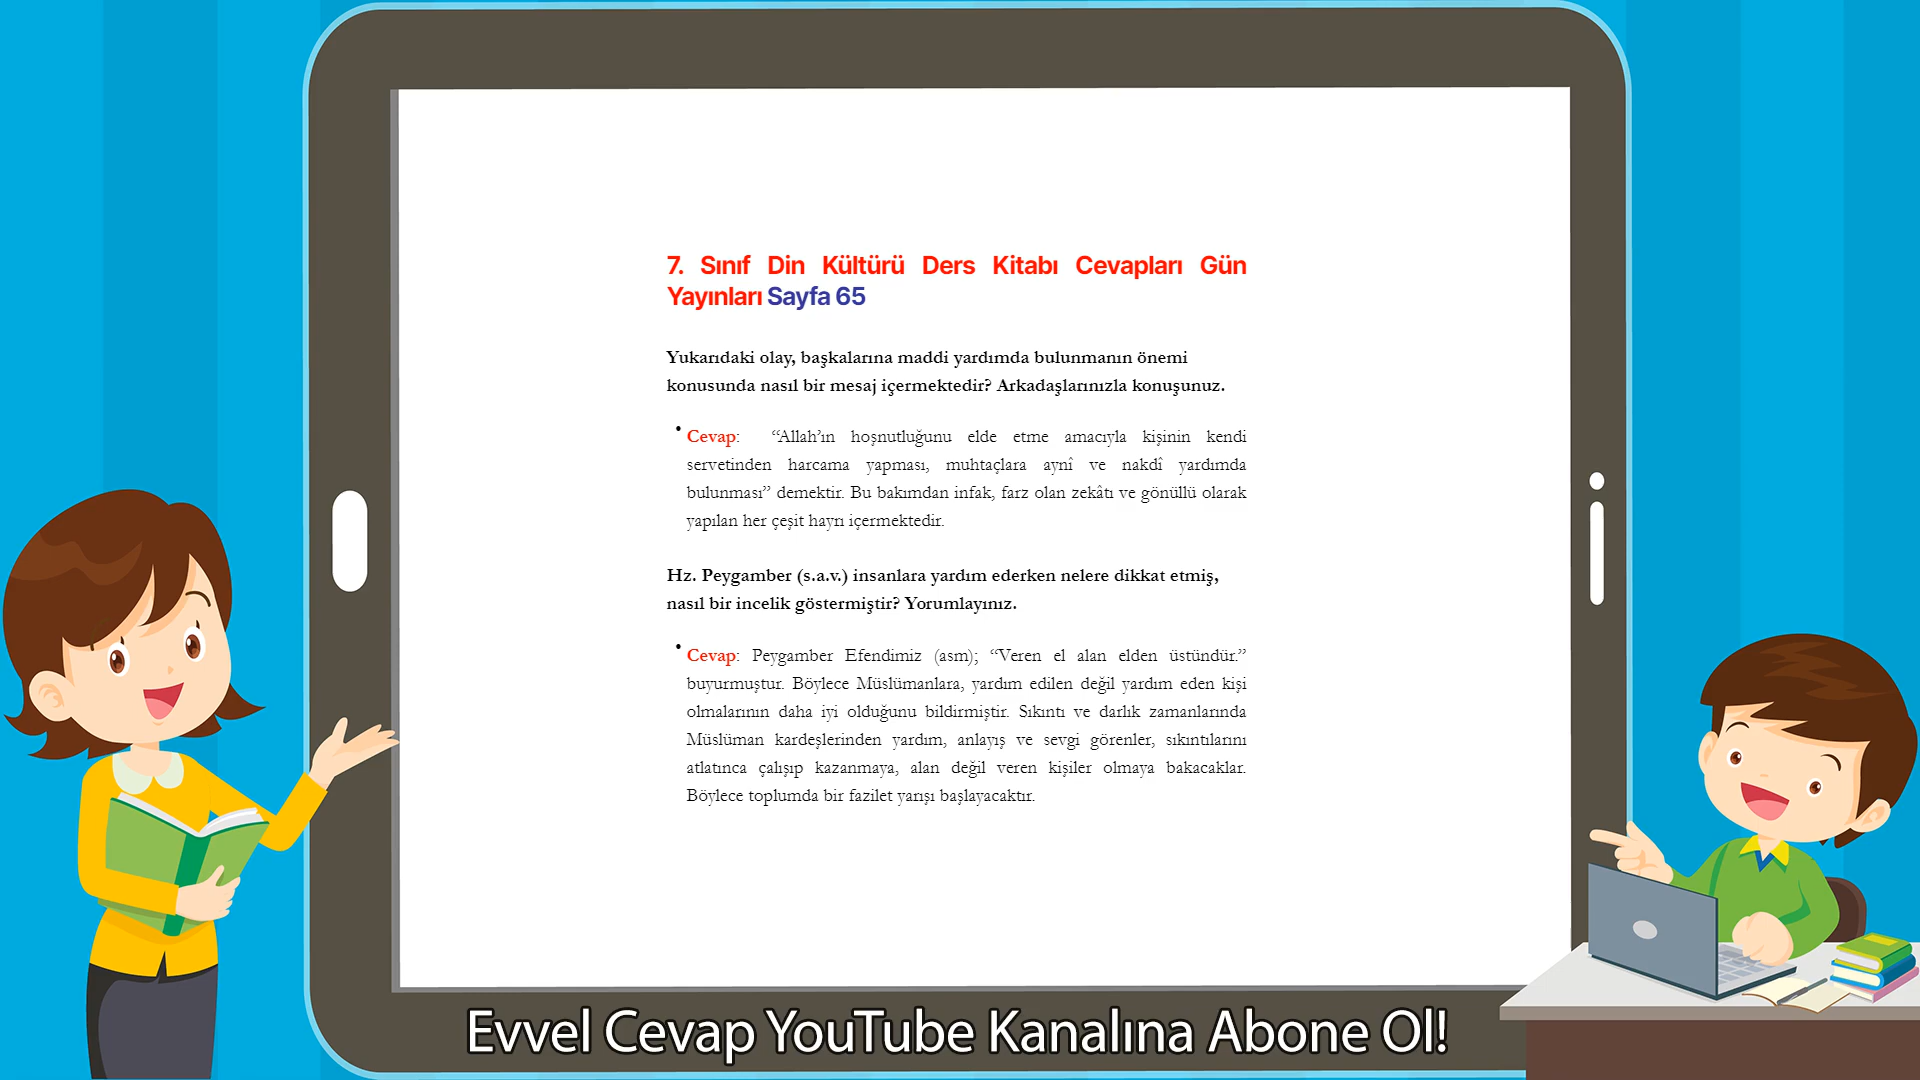 7. Sınıf Din Kültürü Ders Kitabı Cevapları Gün
Yayınları Sayfa 65
Yukarıdaki olay, başkalarına maddi yardımda bulunmanın önemi
konusunda nasıl bir mesaj içermektedir? Arkadaşlarınızla konuşunuz.
• Cevap: “Allah’ın hoşnutluğunu elde etme amacıyla kişinin kendi
servetinden harcama yapması, muhtaçlara aynî ve nakdî yardımda
bulunması” demektir. Bu bakımdan infak, farz olan zekâtı ve gönüllü olarak
yapılan her çeşit hayrı içermektedir.
Hz. Peygamber (s.a.v.) insanlara yardım ederken nelere dikkat etmiş,
nasıl bir incelik göstermiştir? Yorumlayınız.
• Cevap: Peygamber Efendimiz (asm); “Veren el alan elden üstündür.”
buyurmuştur. Böylece Müslümanlara, yardım edilen değil yardım eden kişi
olmalarının daha iyi olduğunu bildirmiştir. Sıkıntı ve darlık zamanlarında
Müslüman kardeşlerinden yardım, anlayış ve sevgi görenler, sıkıntılarını
atlatınca çalışıp kazanmaya, alan değil veren kişiler olmaya bakacaklar.
Böylece toplumda bir fazilet yarışı başlayacaktır.
Evvel Cevap YouTube Kanalına Abone Ol!